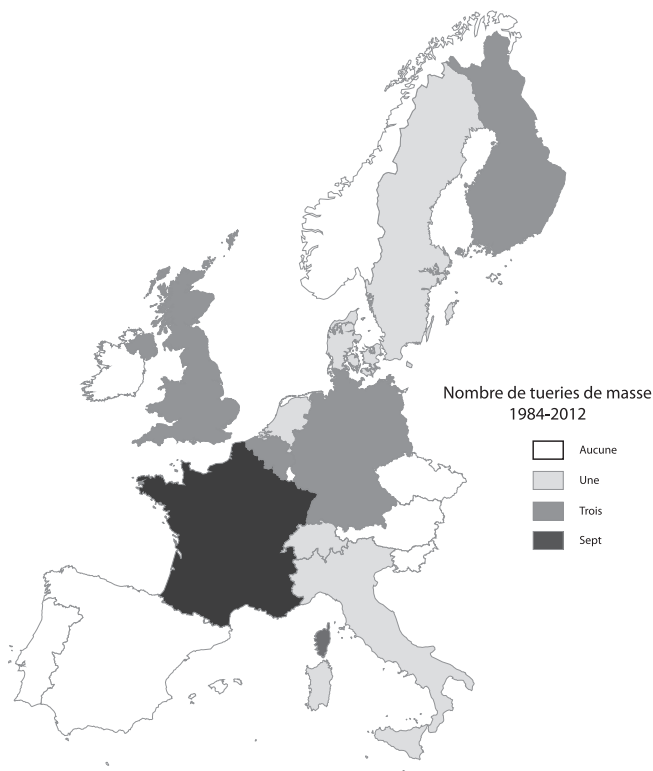 Nombre de tueries de masse
1984-2012
Aucune
Une
Trois
Sept